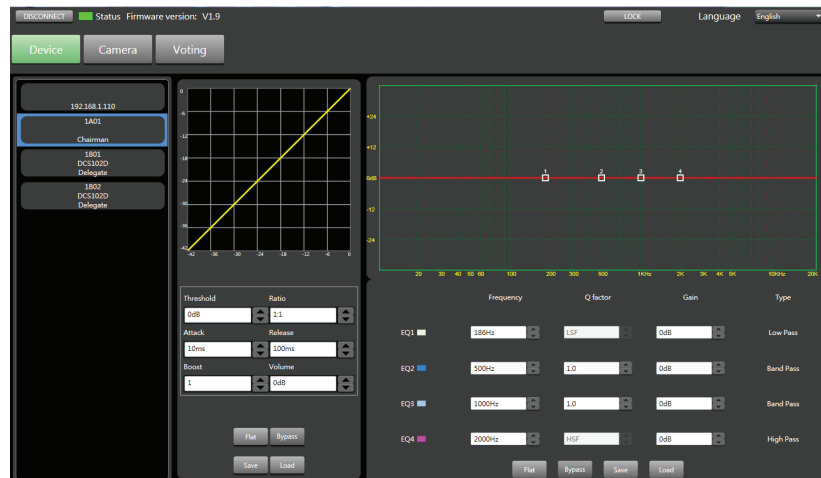 DISCONNECT Status Firmware version: V1.9 LOCK Language English
Device Camera Voting
192.168.1.110
1A01
Chairman
1B01
DCS102D
Delegate
1B02
DCS102D
Delegate
0
-6
-12
-18
-24
-30
-36
-42
-42 -36 -30 -24 -18 -12 -6 0
Threshold Ratio
0dB 1:1
Attack Release
10ms 100ms
Boost Volume
1 0dB
Flat Bypass
Save Load
+24
+12
0dB
-12
-24
1 2 3 4
20 30 40 50 60 100 200 300 500 1KHz 2K 3K 4K 5K 10KHz 20K
Frequency Q factor Gain Type
EQ1 186Hz LSF 0dB Low Pass
EQ2 500Hz 1.0 0dB Band Pass
EQ3 1000Hz 1.0 0dB Band Pass
EQ4 2000Hz HSF 0dB High Pass
Flat Bypass Save Load